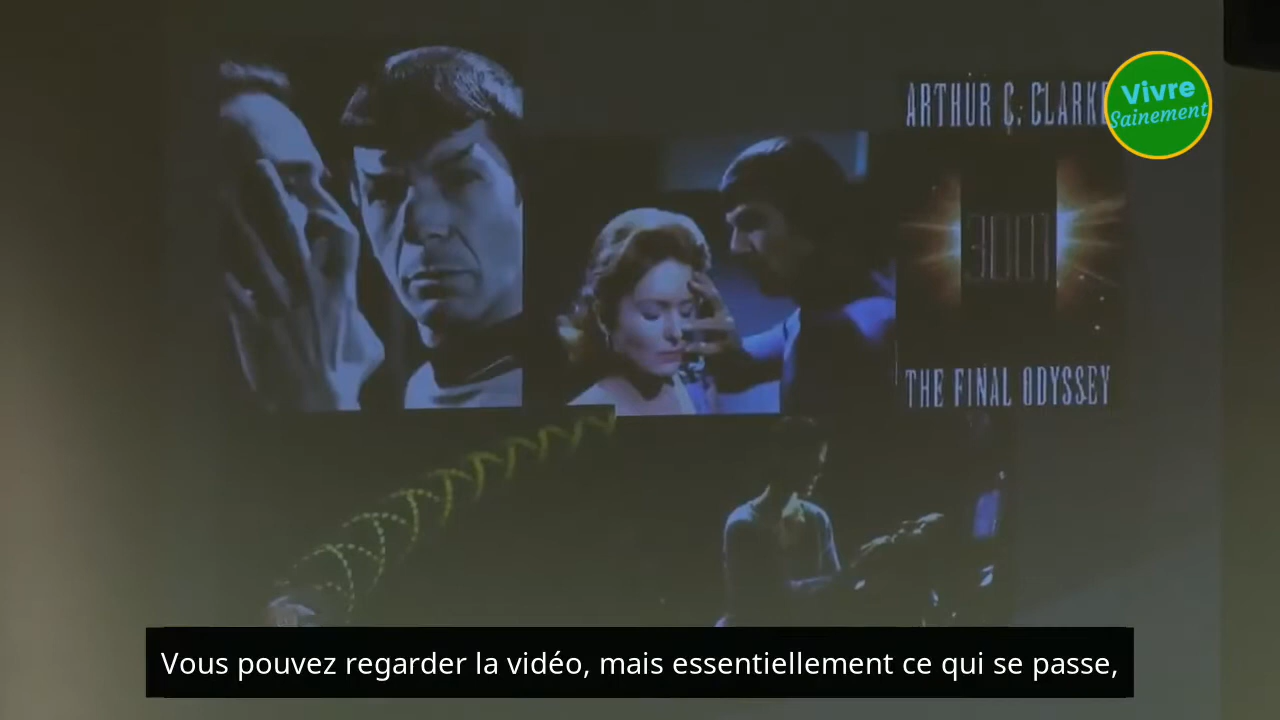 ARTHUR C. CLARKE
Vivre
Sainement
3001
THE FINAL ODYSSEY
Vous pouvez regarder la vidéo, mais essentiellement ce qui se passe,